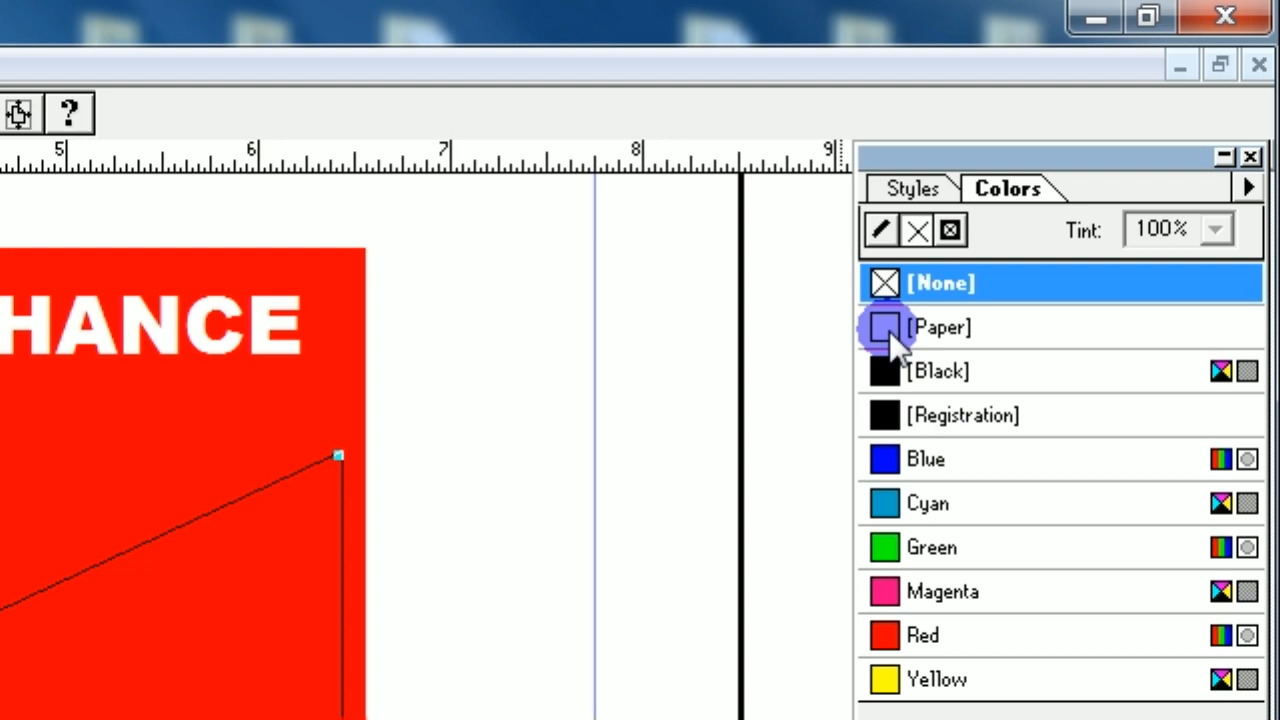 ?
5 6 7 8 9
Styles Colors
Tint: 100%
HANCE
[None]
[Paper]
[Black]
[Registration]
Blue
Cyan
Green
Magenta
Red
Yellow